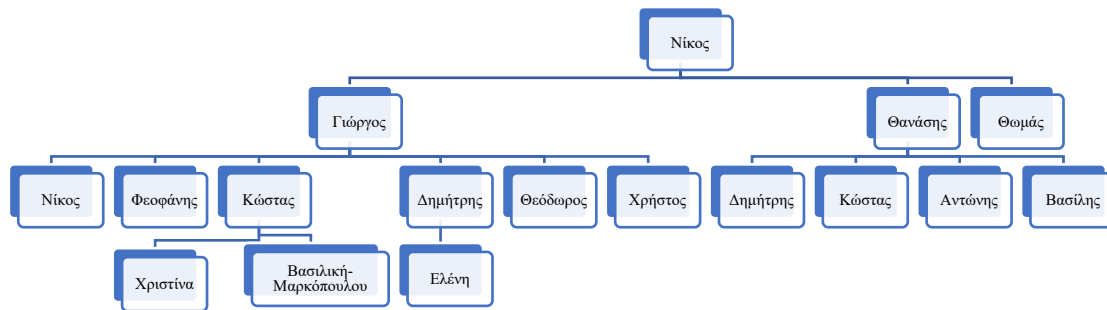 Νίκος
Γιώργος
Θανάσης
Θωμάς
Νίκος
Φεοφάνης
Κώστας
Δημήτρης
Θεόδωρος
Χρήστος
Δημήτρης
Κώστας
Αντώνης
Βασίλης
Χριστίνα
Βασιλική-
Μαρκόπουλου
Ελένη